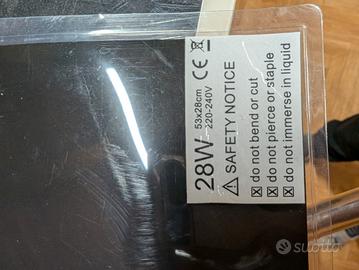 28W
53x28cm
220-240V
CE
⚠ SAFETY NOTICE
☒ do not bend or cut
☒ do not pierce or staple
☒ do not immerse in liquid
subito